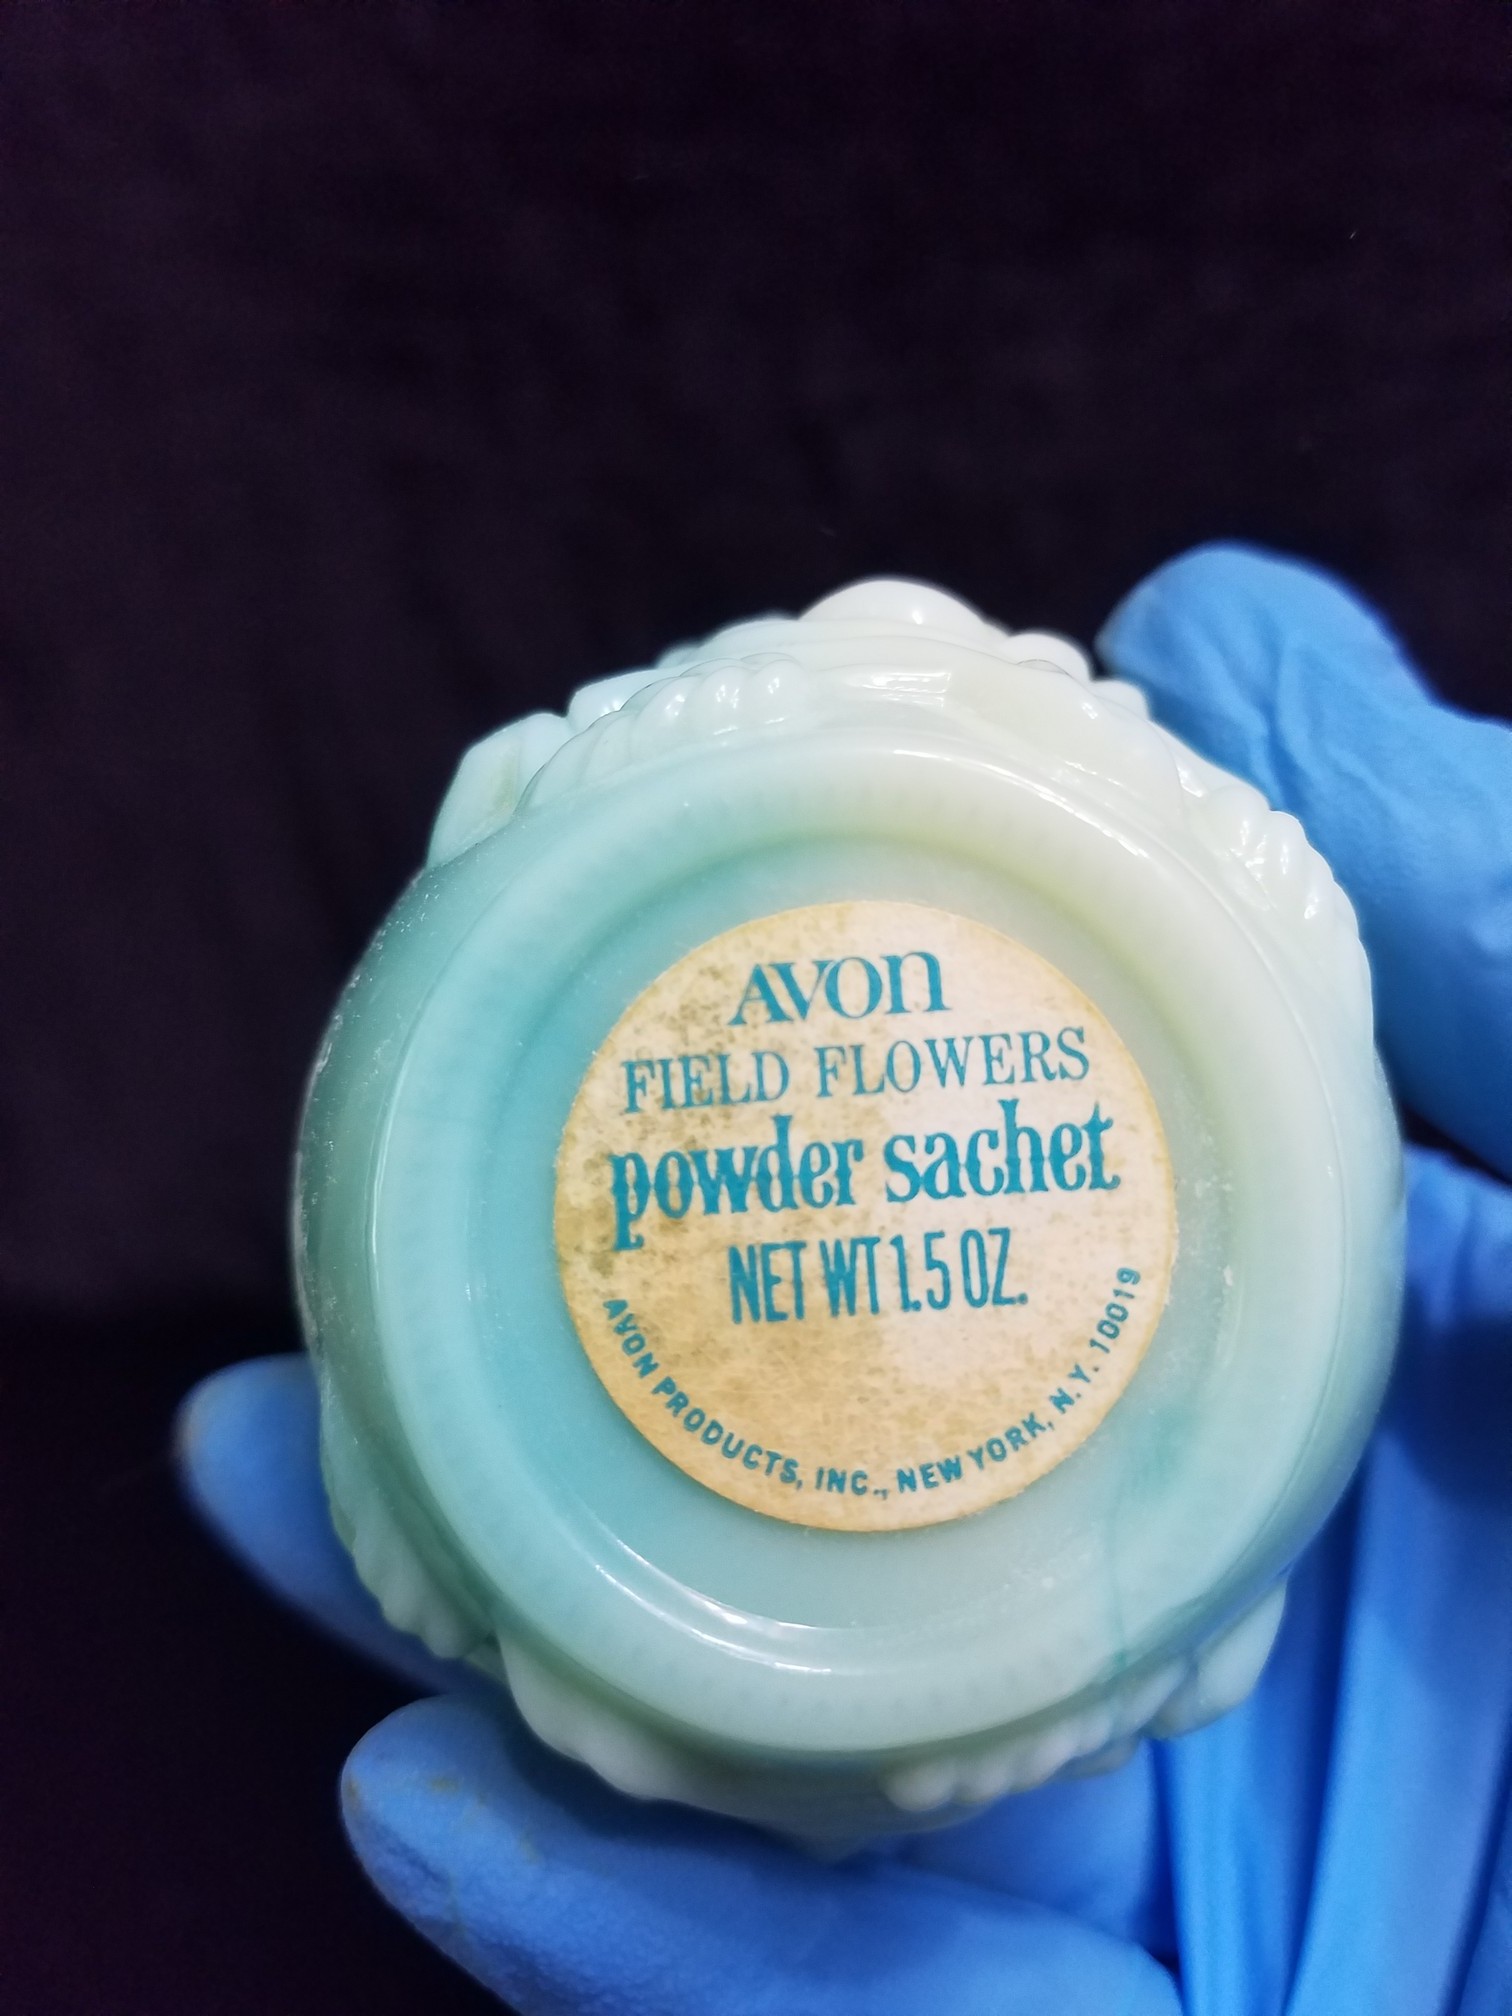 AVON
FIELD FLOWERS
powder sachet
NET WT 1.5 OZ.
AVON PRODUCTS, INC., NEW YORK, N.Y. 10019